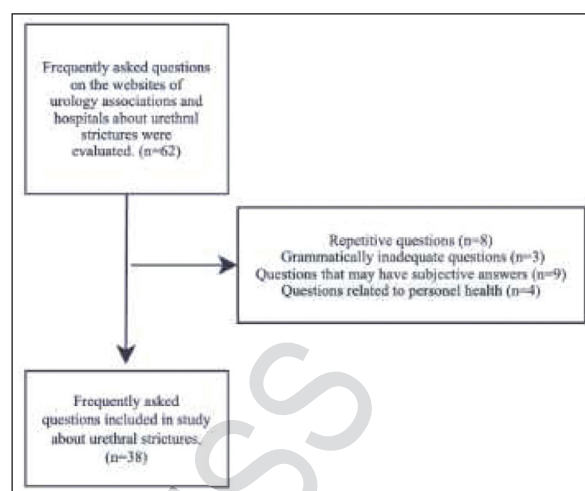 Frequently asked questions
on the websites of
urology associations and
hospitals about urethral
strictures were
evaluated. (n=62)
Repetitive questions (n=8)
Grammatically inadequate questions (n=3)
Questions that may have subjective answers (n=9)
Questions related to personel health (n=4)
Frequently asked
questions included in study
about urethral strictures.
(n=38)